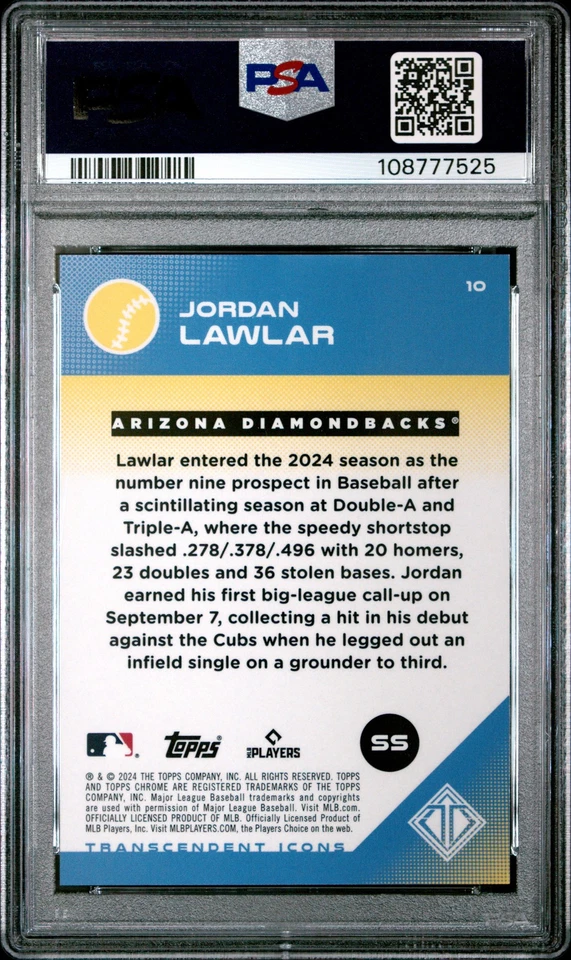 PSA
108777525
10
JORDAN
LAWLAR
ARIZONA DIAMONDBACKS®
Lawlar entered the 2024 season as the
number nine prospect in Baseball after
a scintillating season at Double-A and
Triple-A, where the speedy shortstop
slashed .278/.378/.496 with 20 homers,
23 doubles and 36 stolen bases. Jordan
earned his first big-league call-up on
September 7, collecting a hit in his debut
against the Cubs when he legged out an
infield single on a grounder to third.
Topps
MLB PLAYERS
SS
® & © 2024 THE TOPPS COMPANY, INC. ALL RIGHTS RESERVED. TOPPS
AND TOPPS CHROME ARE REGISTERED TRADEMARKS OF THE TOPPS
COMPANY, INC. Major League Baseball trademarks and copyrights
are used with permission of Major League Baseball. Visit MLB.com.
OFFICIALLY LICENSED PRODUCT OF MLB. Officially Licensed Product of
MLB Players, Inc. Visit MLBPLAYERS.COM, the Players Choice on the web.
TRANSCENDENT ICONS